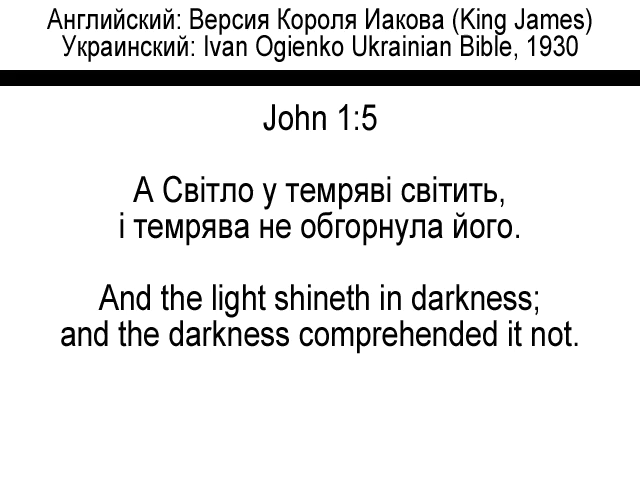 Английский: Версия Короля Иакова (King James)
Украинский: Ivan Ogienko Ukrainian Bible, 1930
John 1:5
А Світло у темряві світить,
і темрява не обгорнула його.
And the light shineth in darkness;
and the darkness comprehended it not.